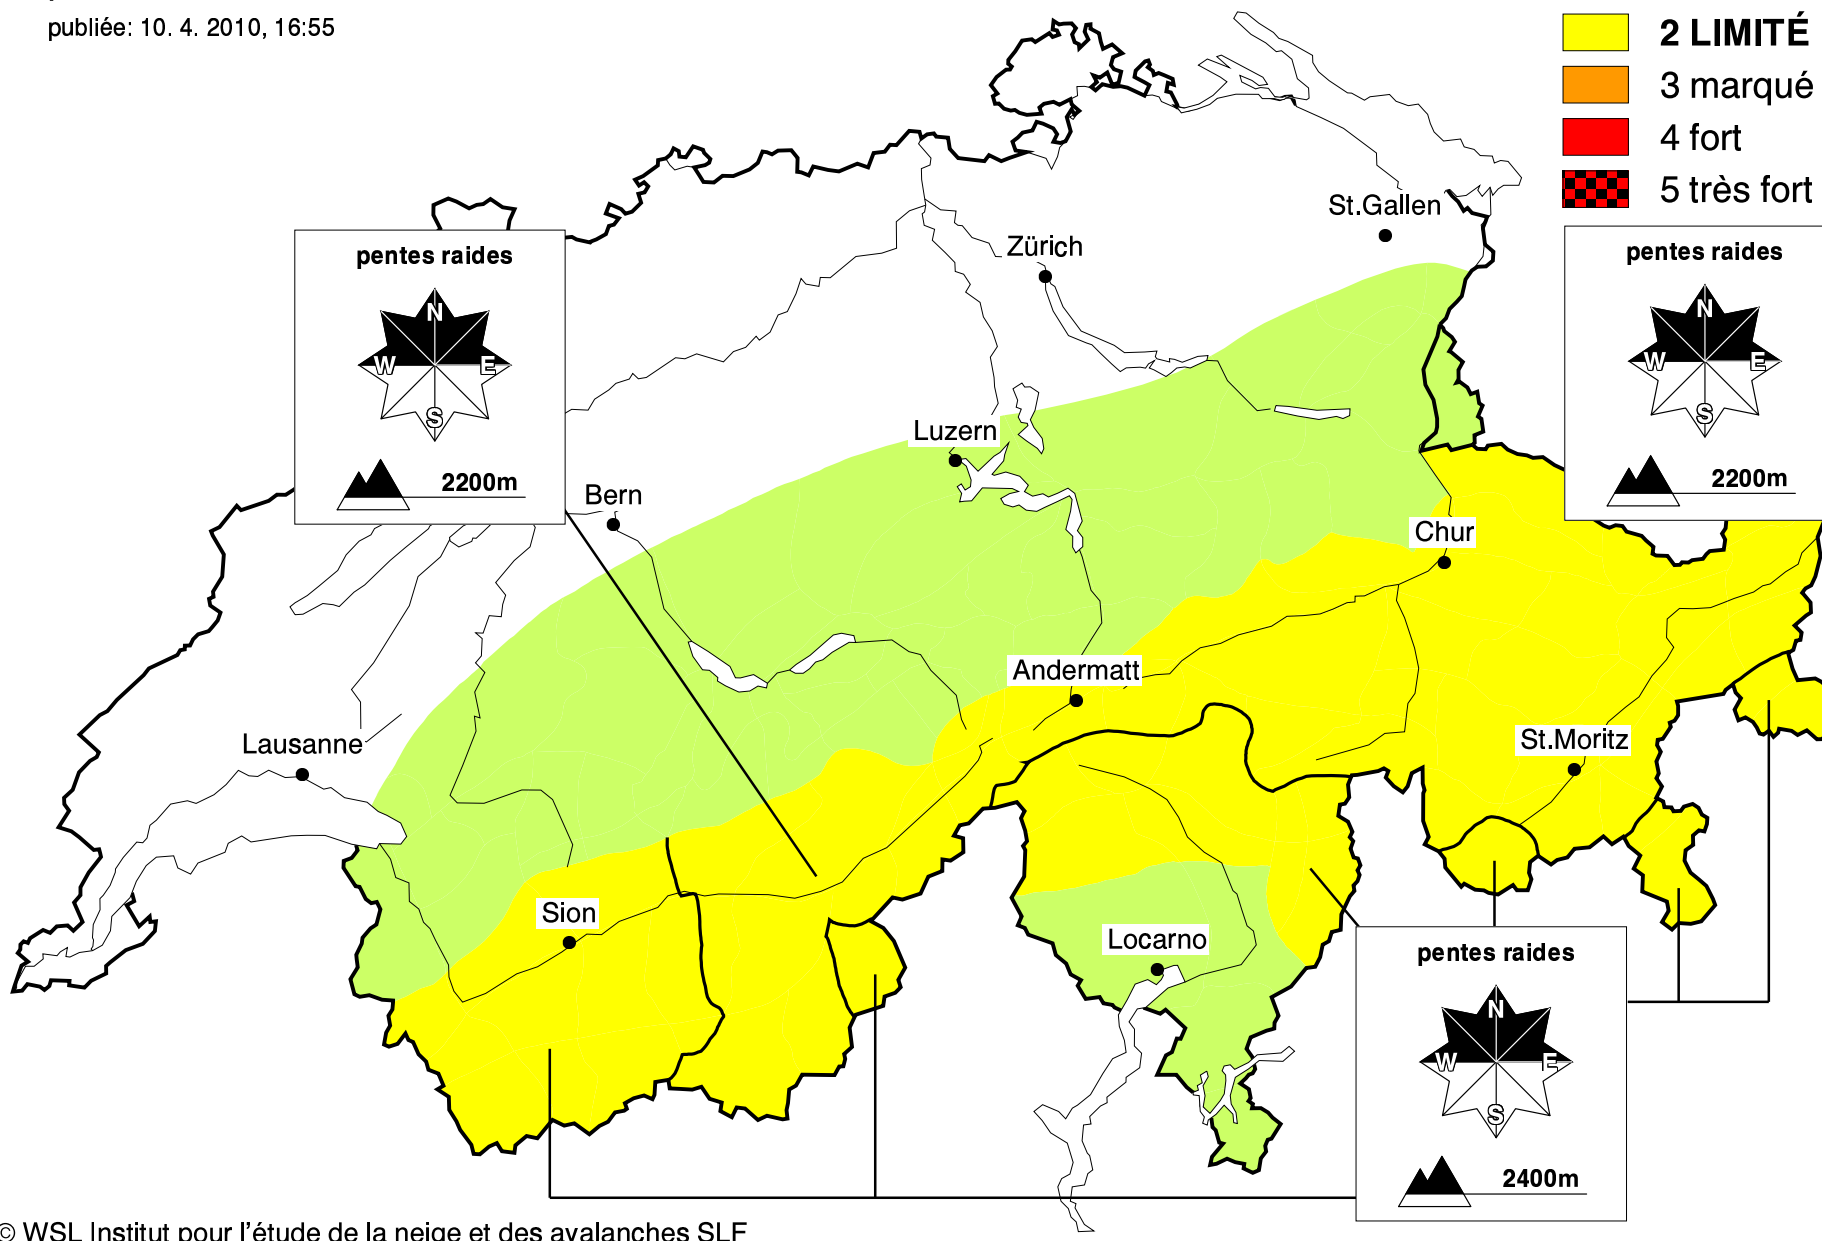 publiée: 10. 4. 2010, 16:55
2 LIMITÉ
3 marqué
4 fort
5 très fort
St.Gallen
Zürich
pentes raides
N
W E
S
2200m
pentes raides
N
W E
S
2200m
Luzern
Bern
Chur
Andermatt
Lausanne
St.Moritz
Sion
Locarno
pentes raides
N
W E
S
2400m
© WSL Institut pour l'étude de la neige et des avalanches SLF